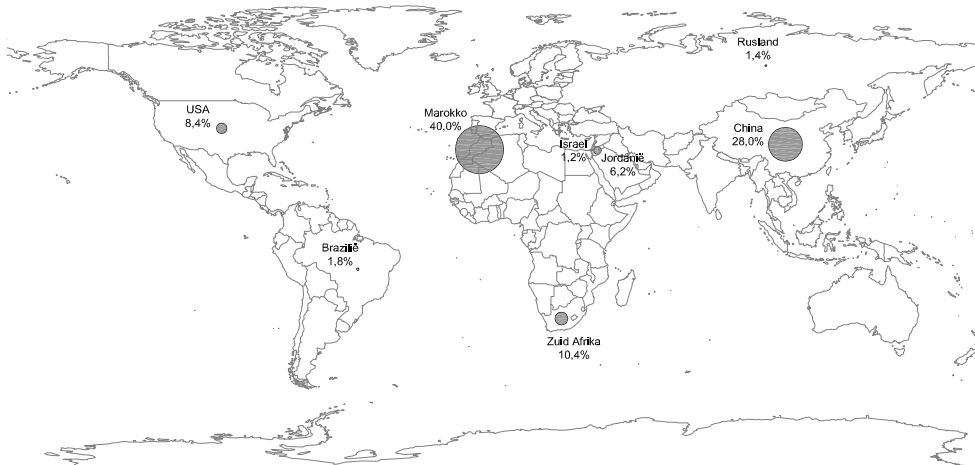 Rusland
1,4%
USA
8,4%
Marokko
40,0%
Israel
1,2%
Jordanië
6,2%
China
28,0%
Brazilië
1,8%
Zuid Afrika
10,4%